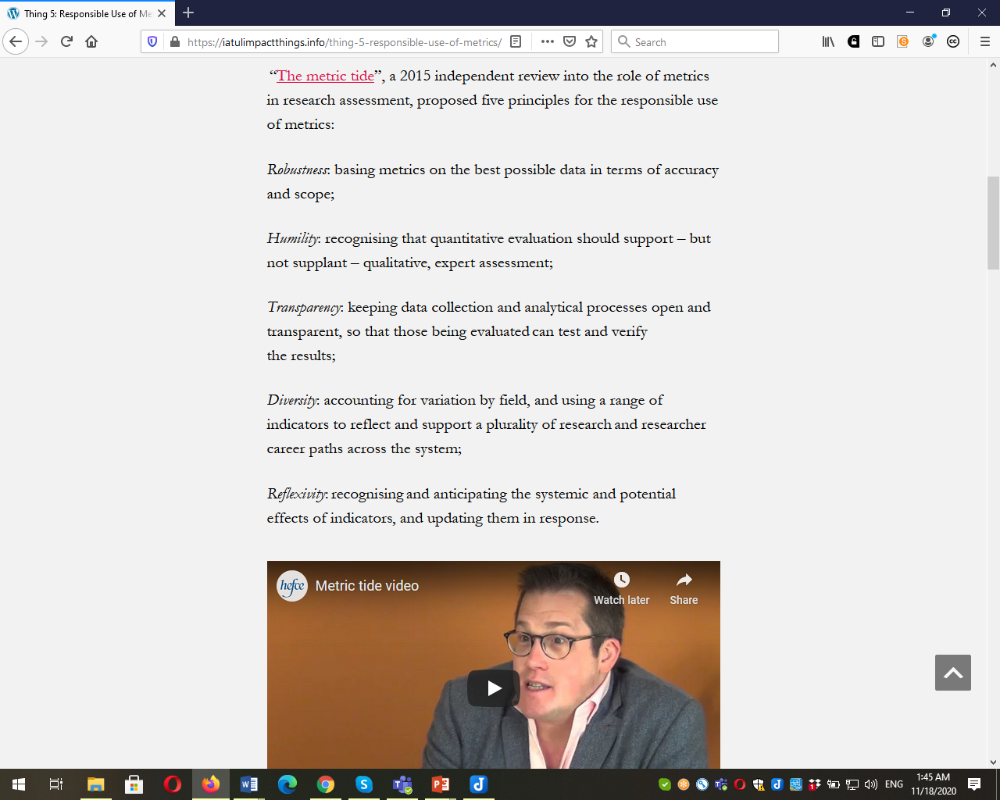 Thing 5: Responsible Use of Me
https://iatulimpactthings.info/thing-5-responsible-use-of-metrics/
Search
“The metric tide”, a 2015 independent review into the role of metrics
in research assessment, proposed five principles for the responsible use
of metrics:
Robustness: basing metrics on the best possible data in terms of accuracy
and scope;
Humility: recognising that quantitative evaluation should support – but
not supplant – qualitative, expert assessment;
Transparency: keeping data collection and analytical processes open and
transparent, so that those being evaluated can test and verify
the results;
Diversity: accounting for variation by field, and using a range of
indicators to reflect and support a plurality of research and researcher
career paths across the system;
Reflexivity: recognising and anticipating the systemic and potential
effects of indicators, and updating them in response.
hefce
Metric tide video
Watch later
Share
ENG
1:45 AM
11/18/2020